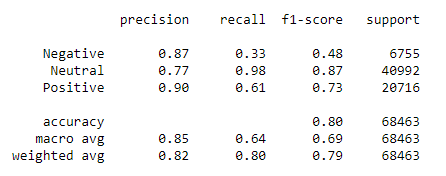 precision recall f1-score support
Negative 0.87 0.33 0.48 6755
Neutral 0.77 0.98 0.87 40992
Positive 0.90 0.61 0.73 20716
accuracy 0.80 68463
macro avg 0.85 0.64 0.69 68463
weighted avg 0.82 0.80 0.79 68463